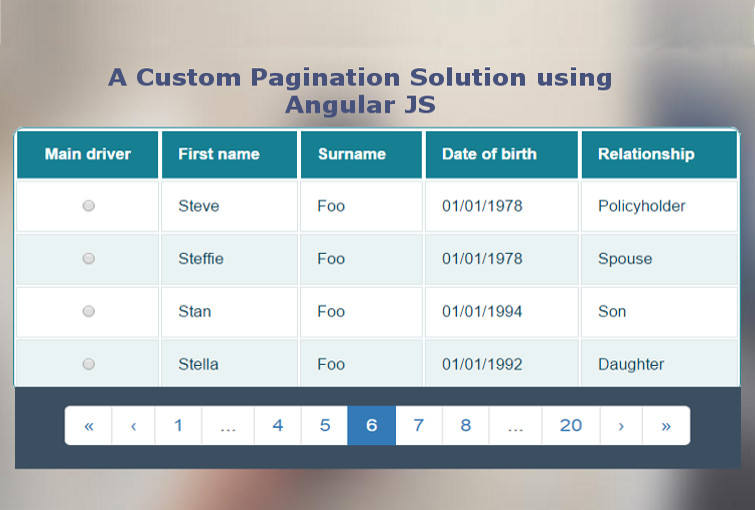 A Custom Pagination Solution using
Angular JS
Main driver First name Surname Date of birth Relationship
Steve Foo 01/01/1978 Policyholder
Steffie Foo 01/01/1978 Spouse
Stan Foo 01/01/1994 Son
Stella Foo 01/01/1992 Daughter
« ‹ 1 ... 4 5 6 7 8 ... 20 › »